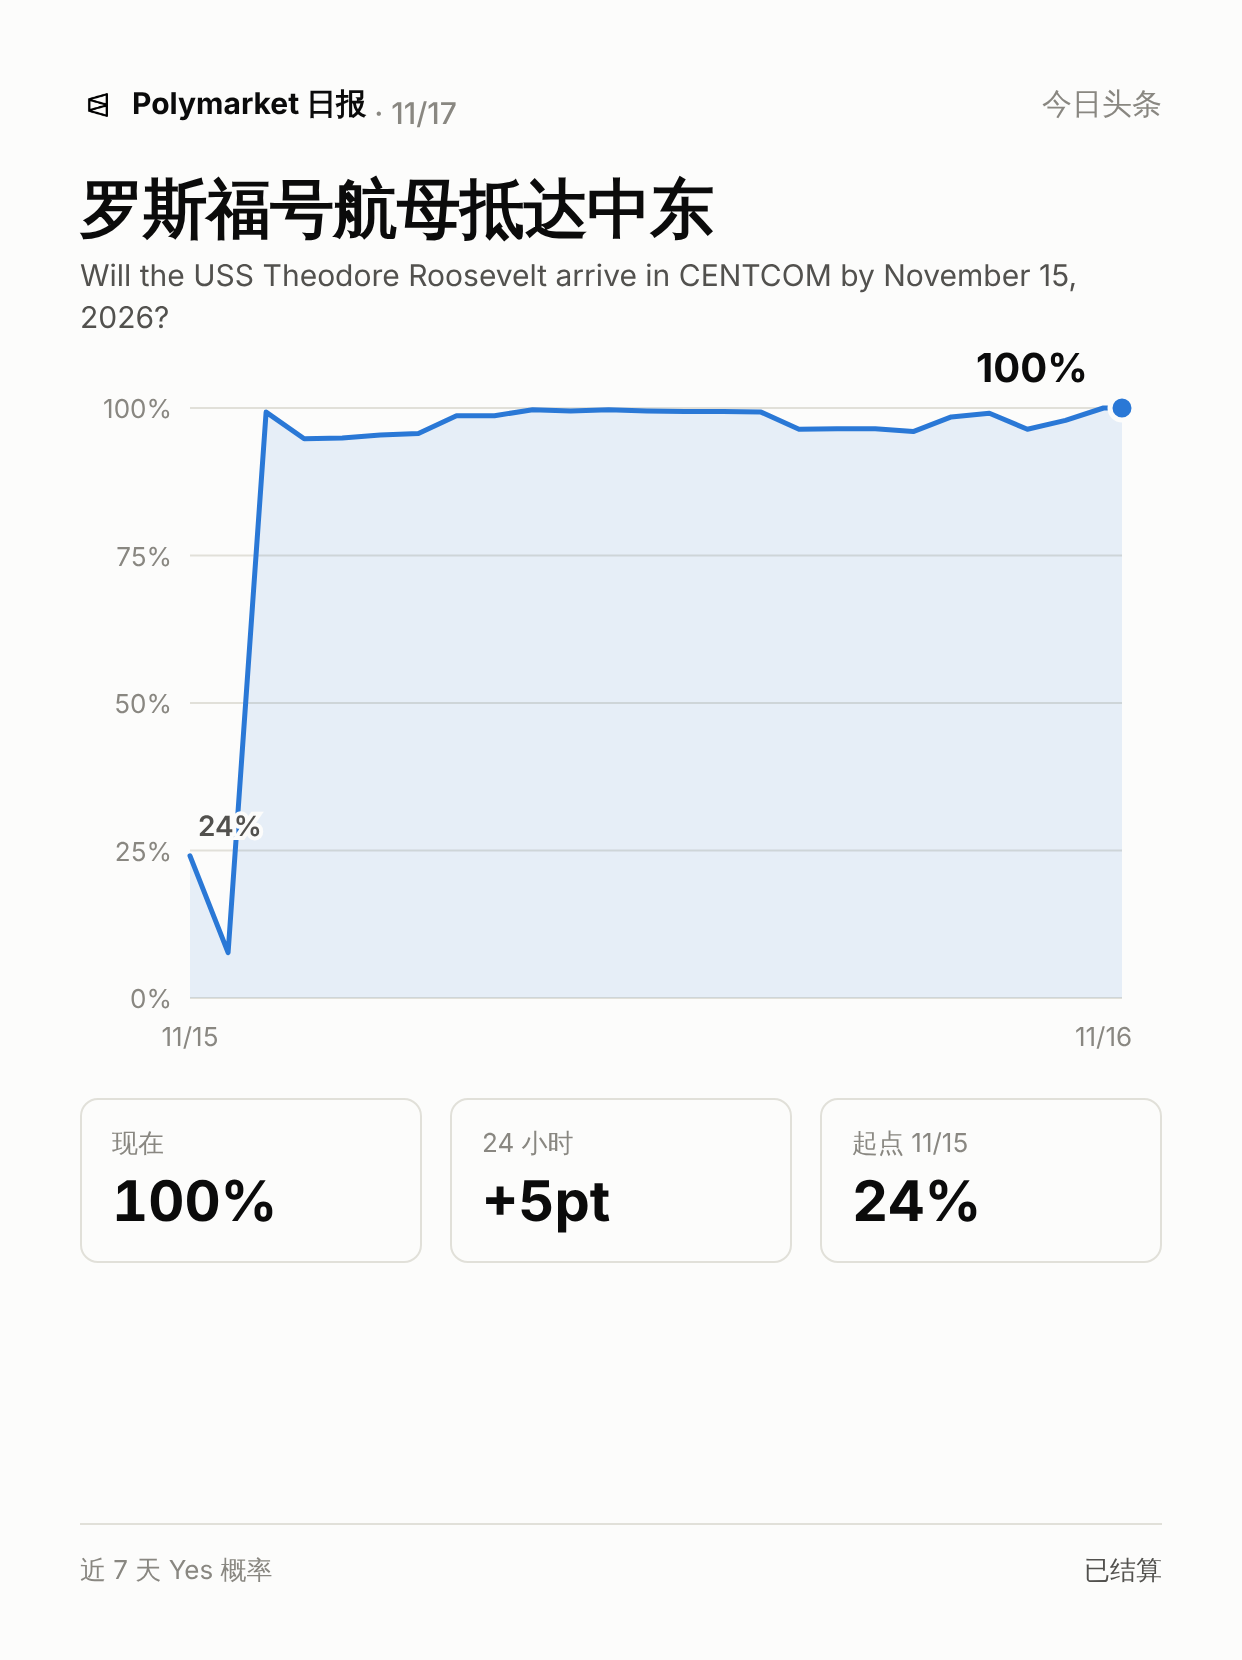 Polymarket 日报 · 11/17
今日头条
罗斯福号航母抵达中东
Will the USS Theodore Roosevelt arrive in CENTCOM by November 15,
2026?
100%
100%
75%
50%
24%
25%
0%
11/15
11/16
现在
100%
24 小时
+5pt
起点 11/15
24%
近 7 天 Yes 概率
已结算